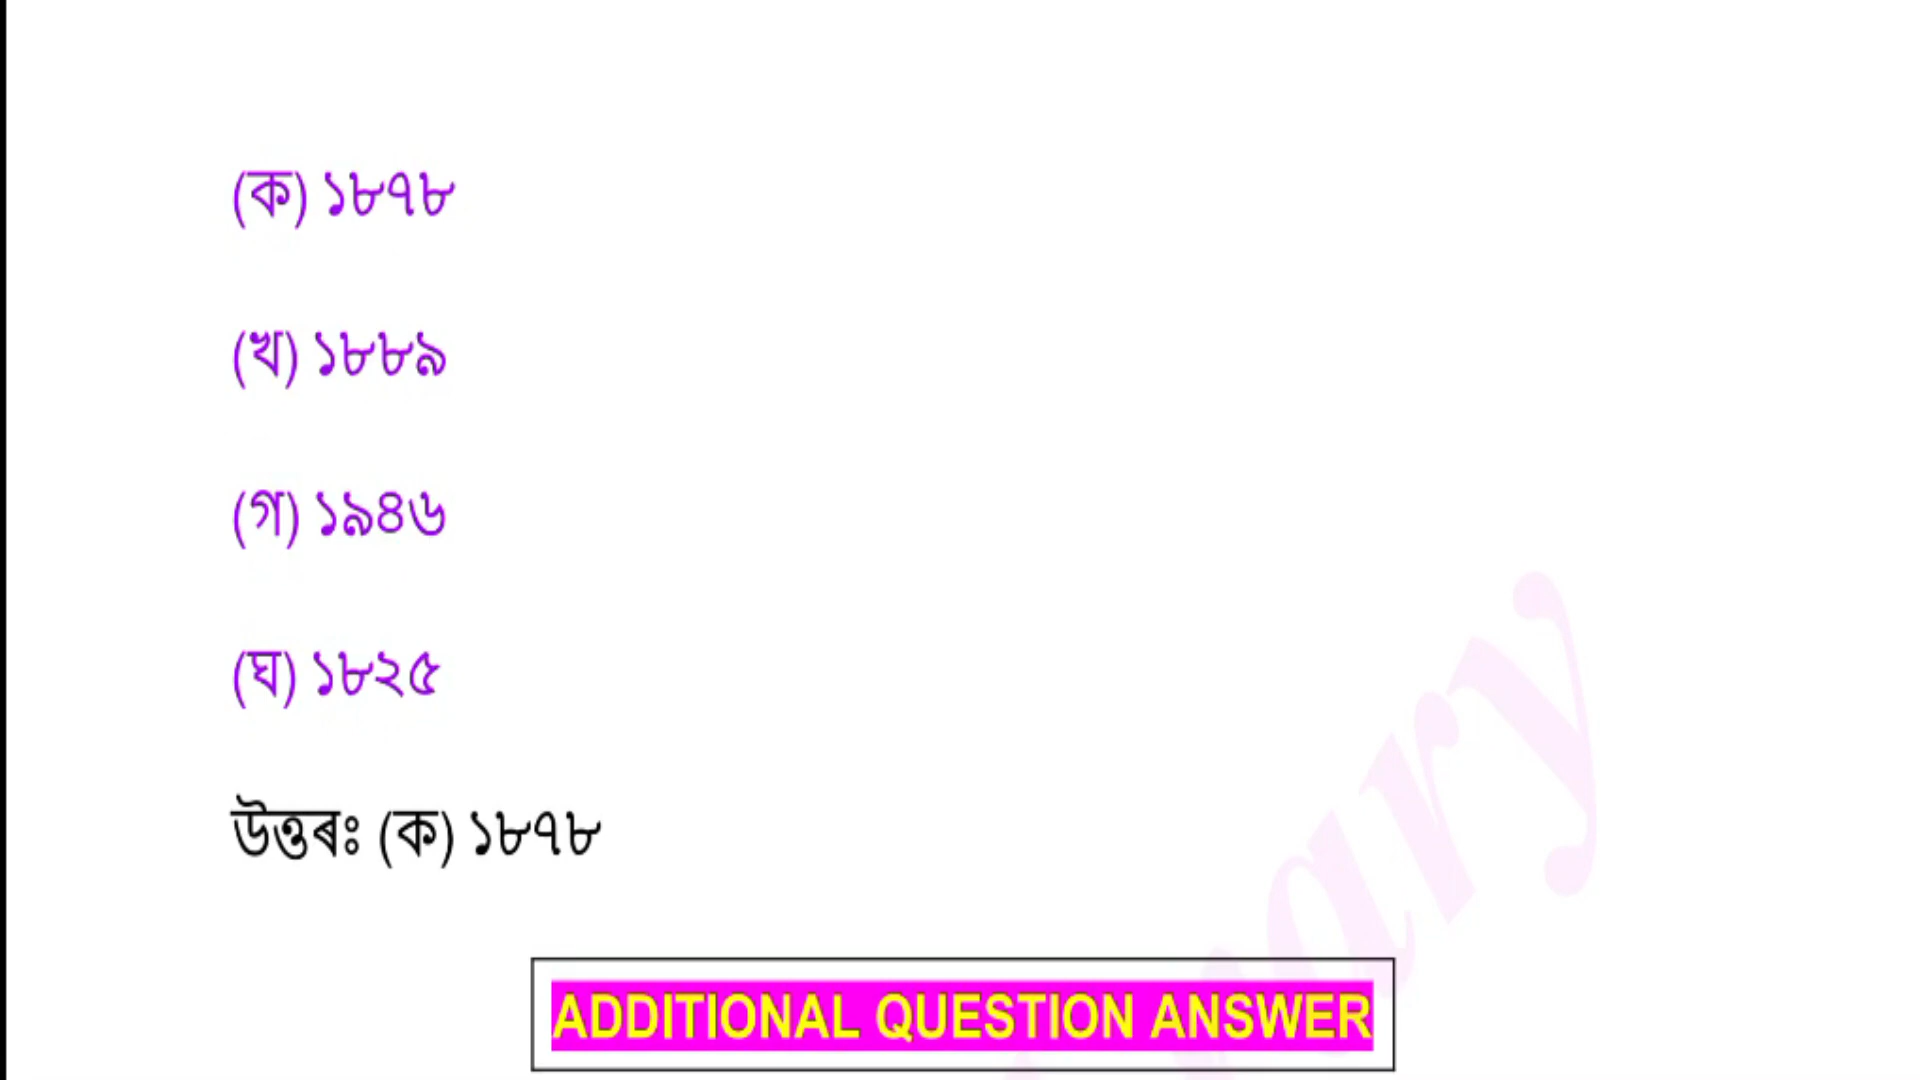 (ক) ১৮৭৮
(খ) ১৮৮৯
(গ) ১৯৪৬
(ঘ) ১৮২৫
উত্তৰঃ (ক) ১৮৭৮
ADDITIONAL QUESTION ANSWER